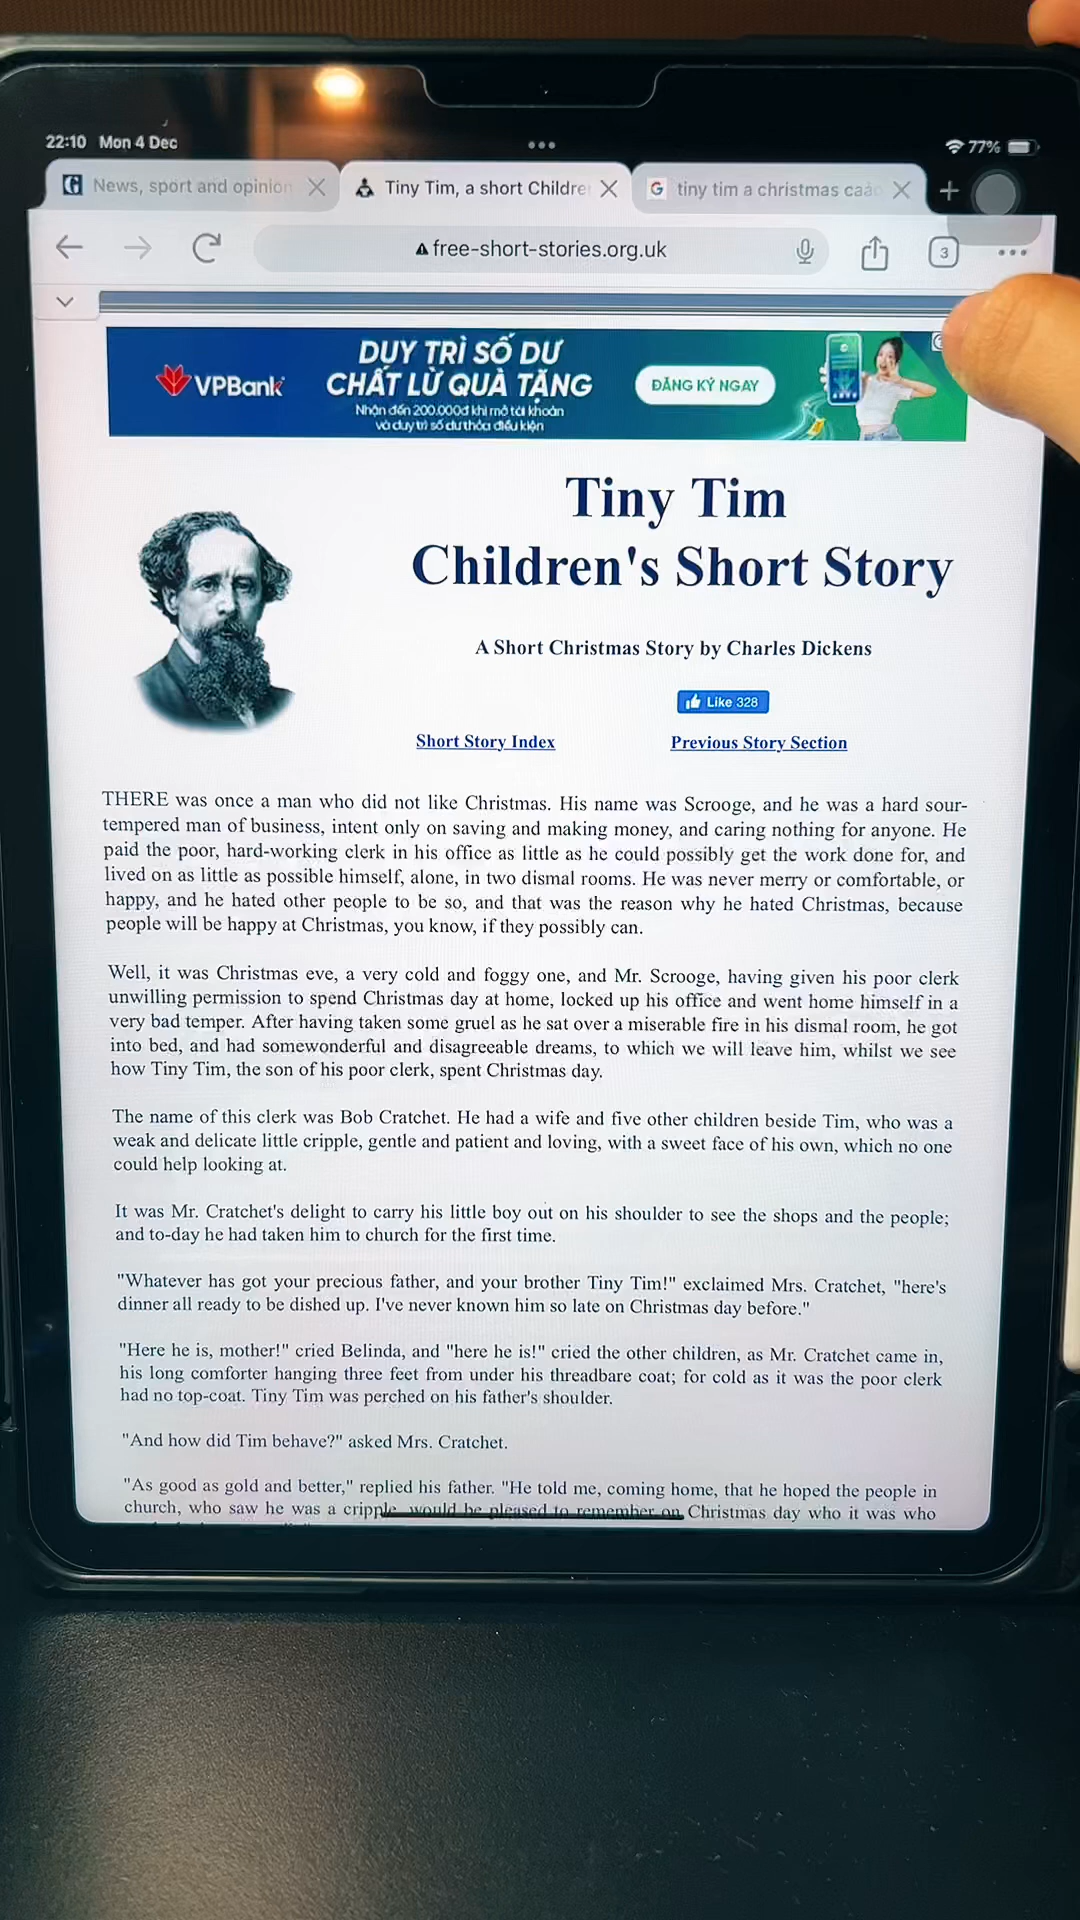 22:10 Mon 4 Dec
77%
News, sport and opinion
Tiny Tim, a short Childre
tiny tim a christmas
free-short-stories.org.uk
3
VPBank
DUY TRÌ SỐ DƯ
CHẤT LỪ QUÀ TẶNG
Nhận đến 200.000đ khi mở tài khoản
và duy trì số dư thỏa điều kiện
ĐĂNG KÝ NGAY
Tiny Tim
Children's Short Story
A Short Christmas Story by Charles Dickens
Like 328
Short Story Index
Previous Story Section
THERE was once a man who did not like Christmas. His name was Scrooge, and he was a hard sour-
tempered man of business, intent only on saving and making money, and caring nothing for anyone. He
paid the poor, hard-working clerk in his office as little as he could possibly get the work done for, and
lived on as little as possible himself, alone, in two dismal rooms. He was never merry or comfortable, or
happy, and he hated other people to be so, and that was the reason why he hated Christmas, because
people will be happy at Christmas, you know, if they possibly can.
Well, it was Christmas eve, a very cold and foggy one, and Mr. Scrooge, having given his poor clerk
unwilling permission to spend Christmas day at home, locked up his office and went home himself in a
very bad temper. After having taken some gruel as he sat over a miserable fire in his dismal room, he got
into bed, and had somewonderful and disagreeable dreams, to which we will leave him, whilst we see
how Tiny Tim, the son of his poor clerk, spent Christmas day.
The name of this clerk was Bob Cratchet. He had a wife and five other children beside Tim, who was a
weak and delicate little cripple, gentle and patient and loving, with a sweet face of his own, which no one
could help looking at.
It was Mr. Cratchet's delight to carry his little boy out on his shoulder to see the shops and the people;
and to-day he had taken him to church for the first time.
"Whatever has got your precious father, and your brother Tiny Tim!" exclaimed Mrs. Cratchet, "here's
dinner all ready to be dished up. I've never known him so late on Christmas day before."
"Here he is, mother!" cried Belinda, and "here he is!" cried the other children, as Mr. Cratchet came in,
his long comforter hanging three feet from under his threadbare coat; for cold as it was the poor clerk
had no top-coat. Tiny Tim was perched on his father's shoulder.
"And how did Tim behave?" asked Mrs. Cratchet.
"As good as gold and better," replied his father. "He told me, coming home, that he hoped the people in
church, who saw he was a cripple, would be pleased to remember on Christmas day who it was who